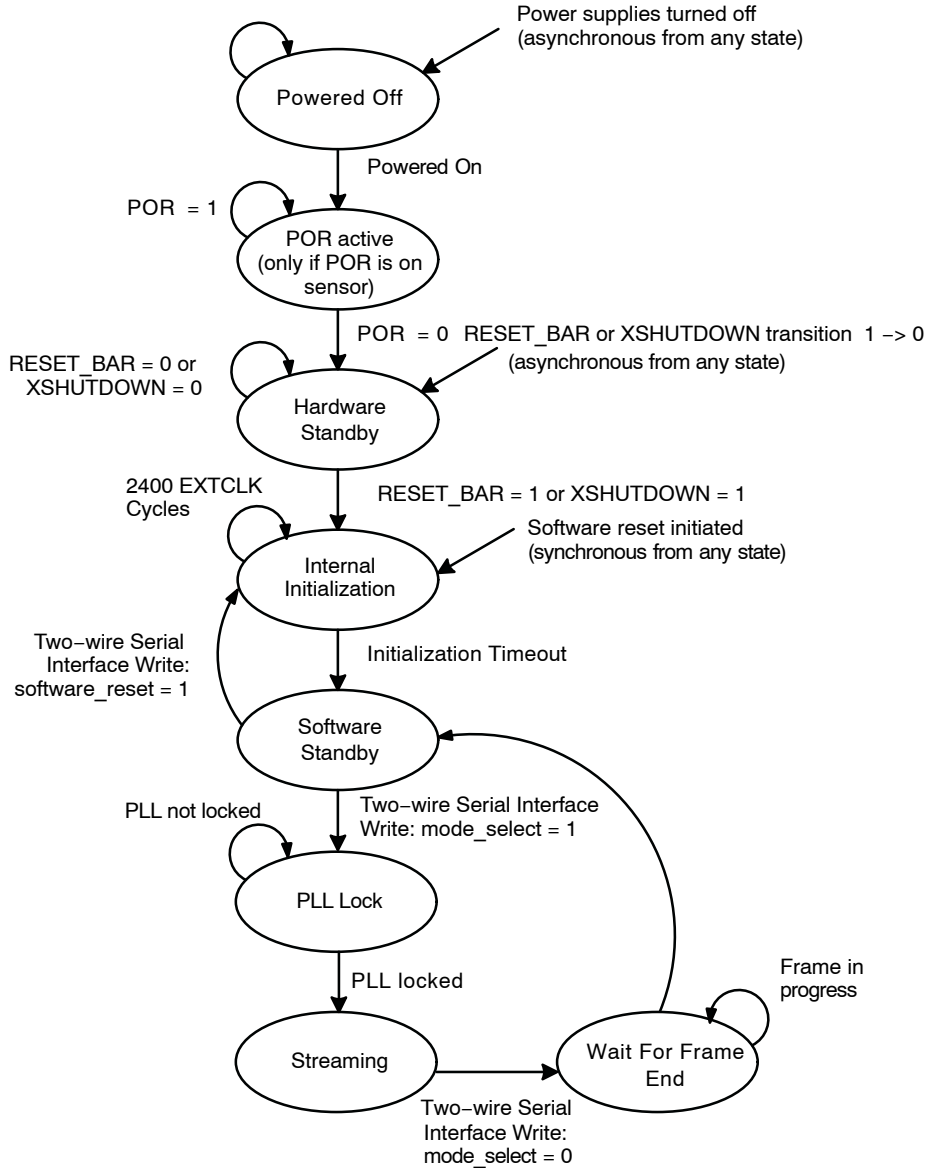 Power supplies turned off
(asynchronous from any state)
Powered Off
Powered On
POR = 1
POR active
(only if POR is on
sensor)
POR = 0 RESET_BAR or XSHUTDOWN transition 1 −> 0
(asynchronous from any state)
RESET_BAR = 0 or
XSHUTDOWN = 0
Hardware
Standby
2400 EXTCLK
Cycles
RESET_BAR = 1 or XSHUTDOWN = 1
Software reset initiated
(synchronous from any state)
Internal
Initialization
Two−wire Serial
Interface Write:
software_reset = 1
Initialization Timeout
Software
Standby
PLL not locked
Two−wire Serial Interface
Write: mode_select = 1
PLL Lock
PLL locked
Frame in
progress
Streaming
Wait For Frame
End
Two−wire Serial
Interface Write:
mode_select = 0